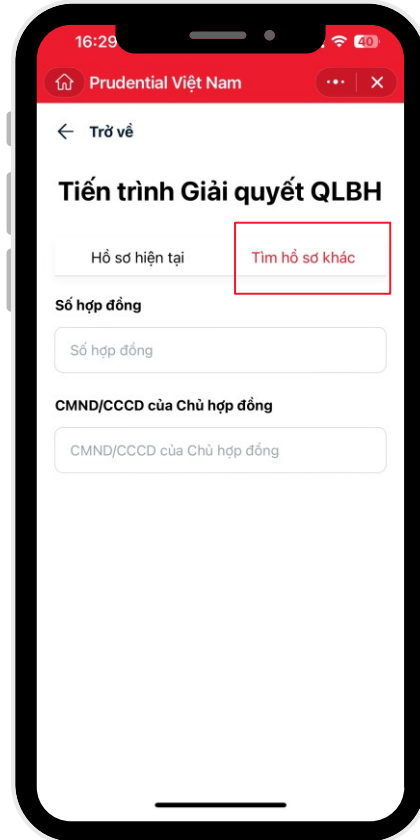 16:29
40
Prudential Việt Nam
Trở về
Tiến trình Giải quyết QLBH
Hồ sơ hiện tại
Tìm hồ sơ khác
Số hợp đồng
Số hợp đồng
CMND/CCCD của Chủ hợp đồng
CMND/CCCD của Chủ hợp đồng